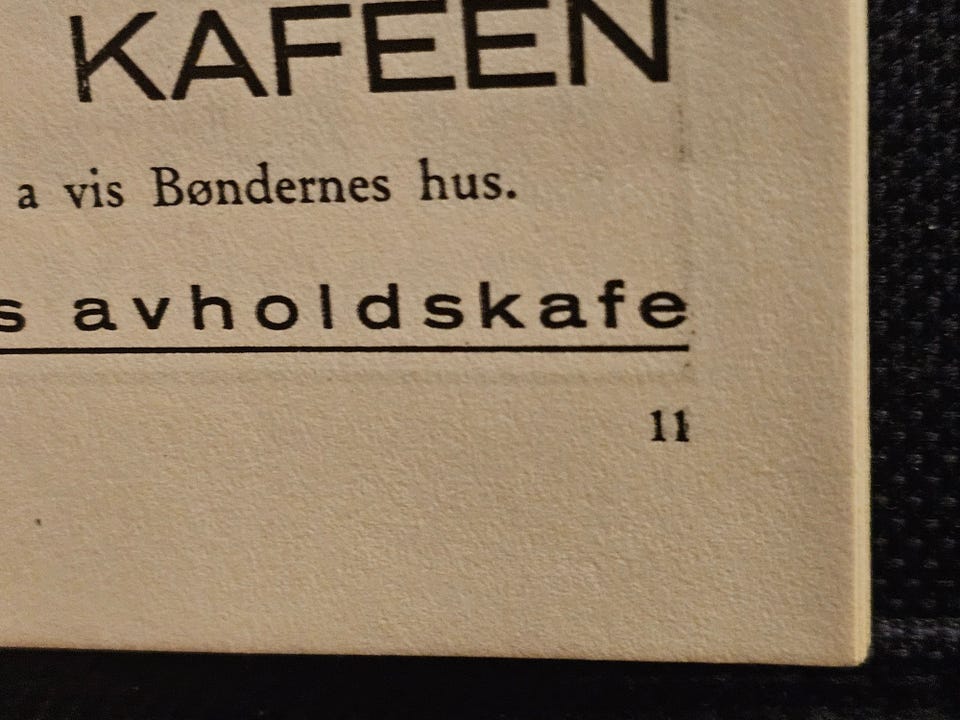 KAFEEN
a vis Bøndernes hus.
s avholdskafe
11